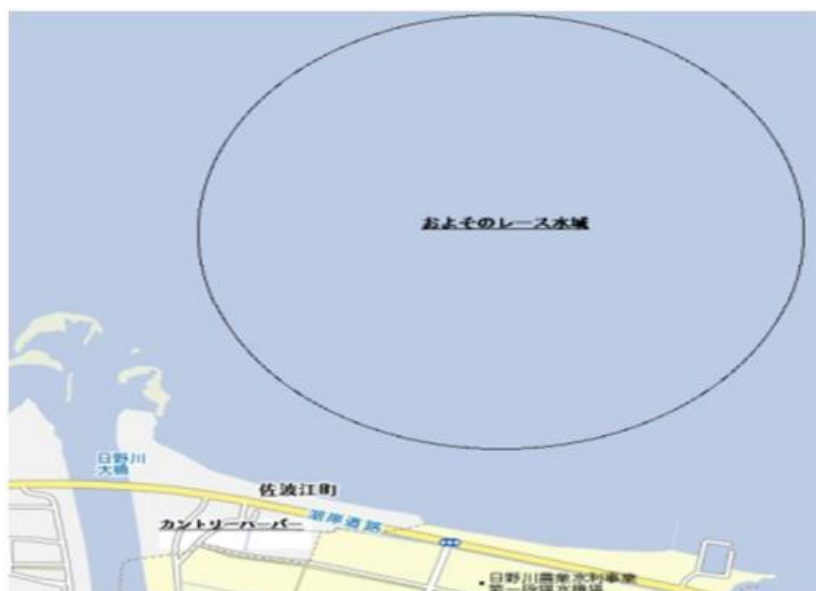 およそのレース水域
日野川
大橋
佐波江町
カントリーハーバー
湖岸道路
日野川農業水利事業